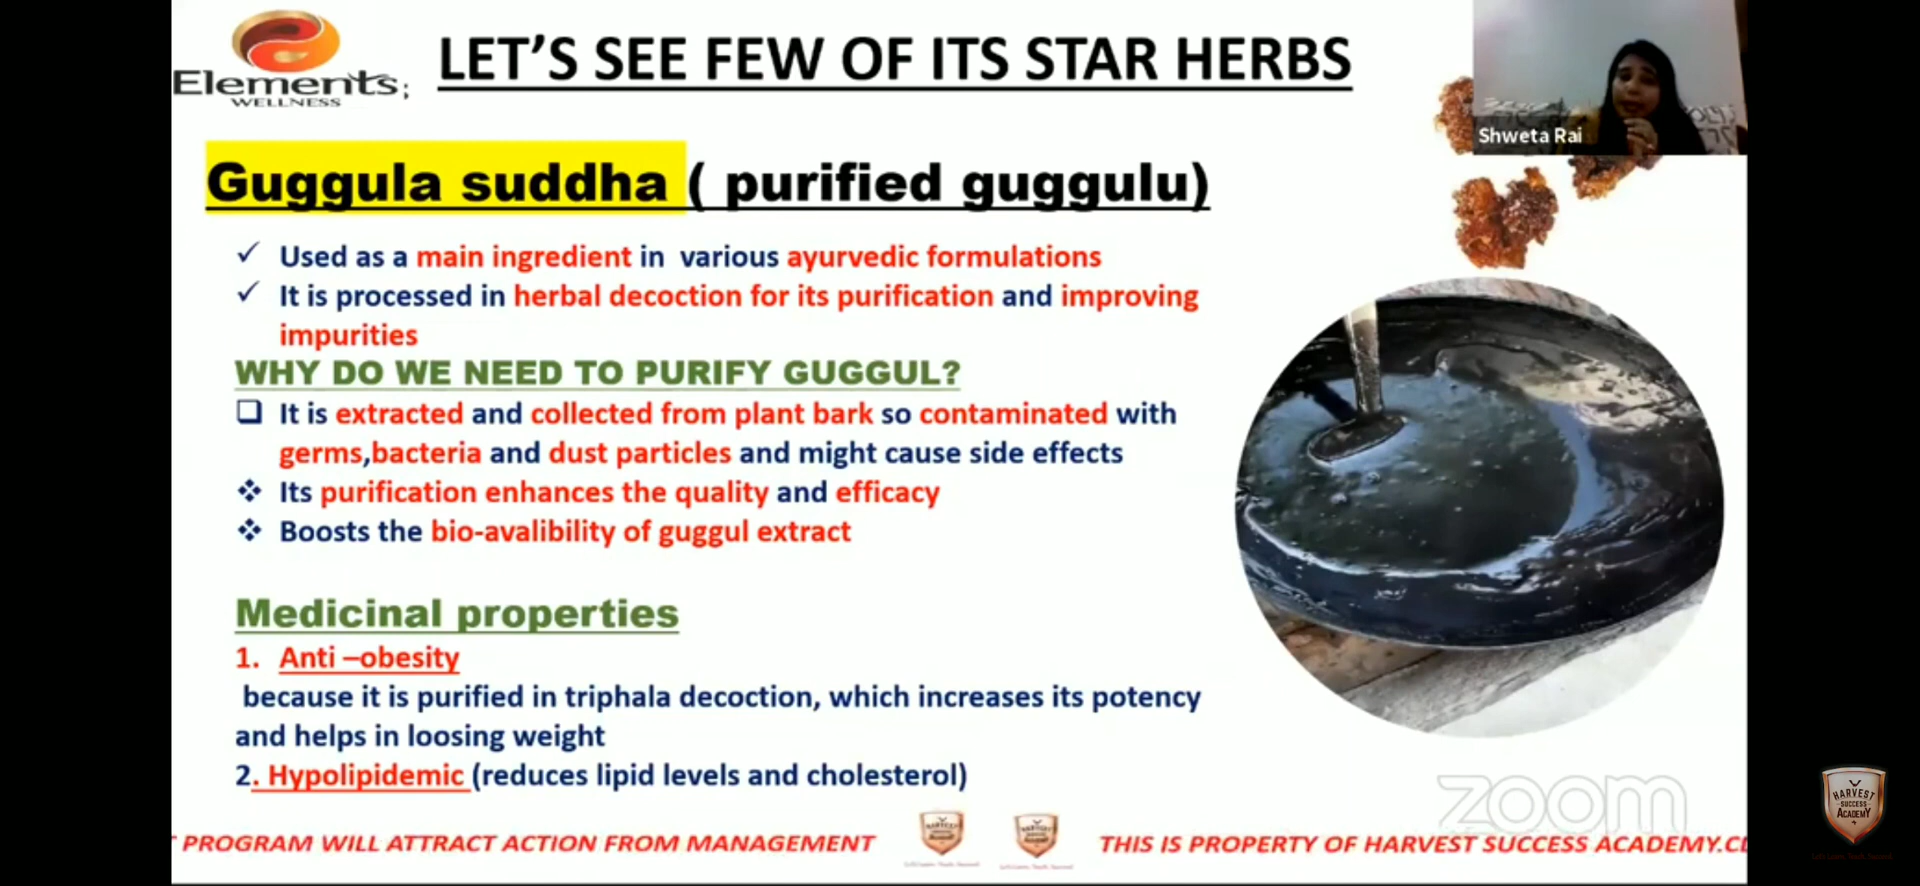 Elements;
WELLNESS
LET'S SEE FEW OF ITS STAR HERBS
Shweta Rai
Guggula suddha ( purified guggulu)
✓ Used as a main ingredient in various ayurvedic formulations
✓ It is processed in herbal decoction for its purification and improving
impurities
WHY DO WE NEED TO PURIFY GUGGUL?
❑ It is extracted and collected from plant bark so contaminated with
germs,bacteria and dust particles and might cause side effects
❖ Its purification enhances the quality and efficacy
❖ Boosts the bio-avalibility of guggul extract
Medicinal properties
1. Anti –obesity
because it is purified in triphala decoction, which increases its potency
and helps in loosing weight
2. Hypolipidemic (reduces lipid levels and cholesterol)
zoom
HARVEST
SUCCESS
ACADEMY
PROGRAM WILL ATTRACT ACTION FROM MANAGEMENT
THIS IS PROPERTY OF HARVEST SUCCESS ACADEMY.